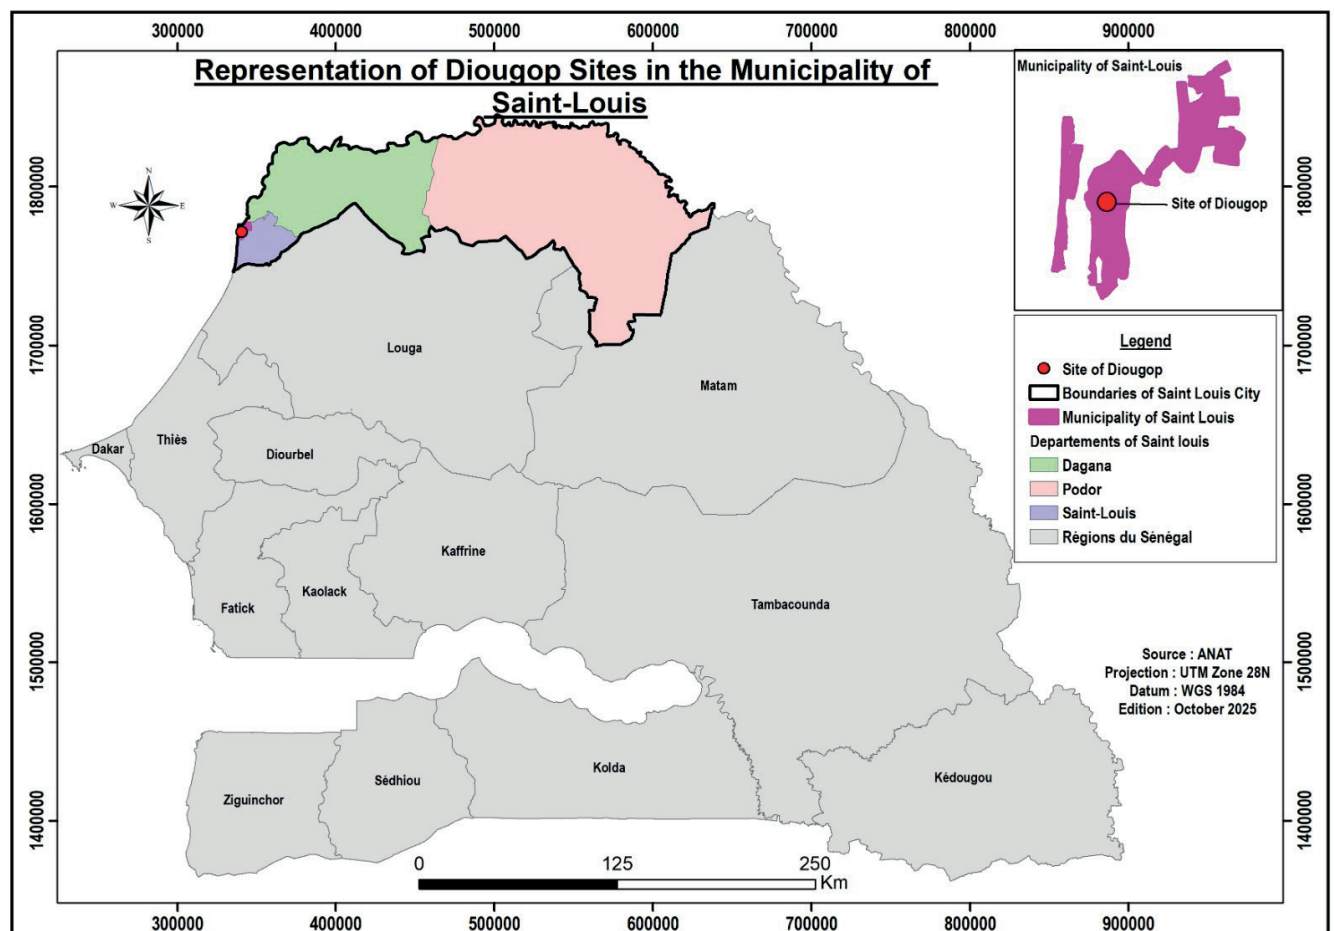 300000 400000 500000 600000 700000 800000 900000
Representation of Diougop Sites in the Municipality of
Saint-Louis
Municipality of Saint-Louis
Site of Diougop
N
W E
S
1800000
1700000
1600000
1500000
1400000
1800000
1700000
1600000
1500000
1400000
Louga
Matam
Dakar
Thiès
Diourbel
Kaffrine
Fatick
Kaolack
Tambacounda
Ziguinchor
Sédhiou
Kolda
Kédougou
Legend
Site of Diougop
Boundaries of Saint Louis City
Municipality of Saint Louis
Departements of Saint louis
Dagana
Podor
Saint-Louis
Régions du Sénégal
Source : ANAT
Projection : UTM Zone 28N
Datum : WGS 1984
Edition : October 2025
0 125 250
Km
300000 400000 500000 600000 700000 800000 900000